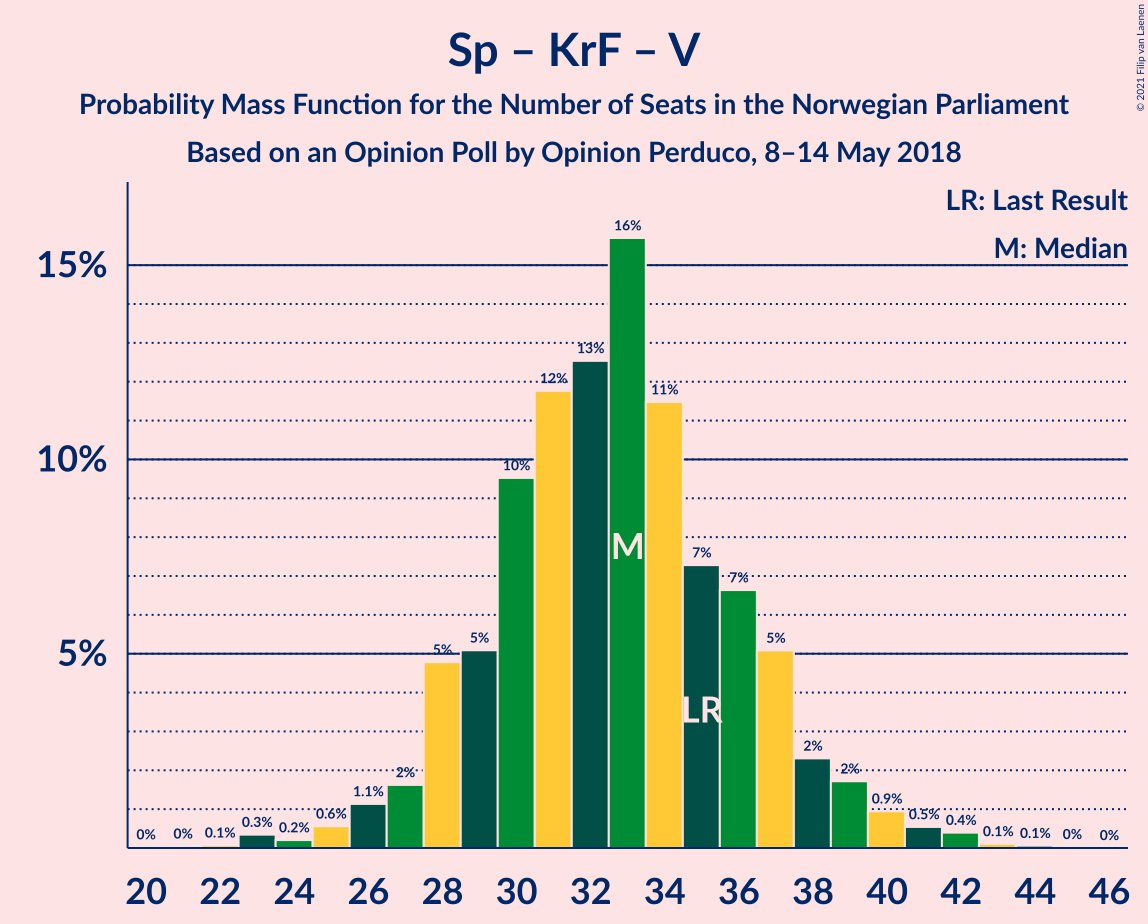 Sp – KrF – V
Probability Mass Function for the Number of Seats in the Norwegian Parliament
Based on an Opinion Poll by Opinion Perduco, 8–14 May 2018
© 2021 Filip van Laenen
LR: Last Result
M: Median
15%
10%
5%
0% 0% 0.1% 0.3% 0.2% 0.6% 1.1% 2% 5% 5% 10% 12% 13% 16% 11% 7% 7% 5% 2% 2% 0.9% 0.5% 0.4% 0.1% 0.1% 0% 0%
M
LR
20 22 24 26 28 30 32 34 36 38 40 42 44 46